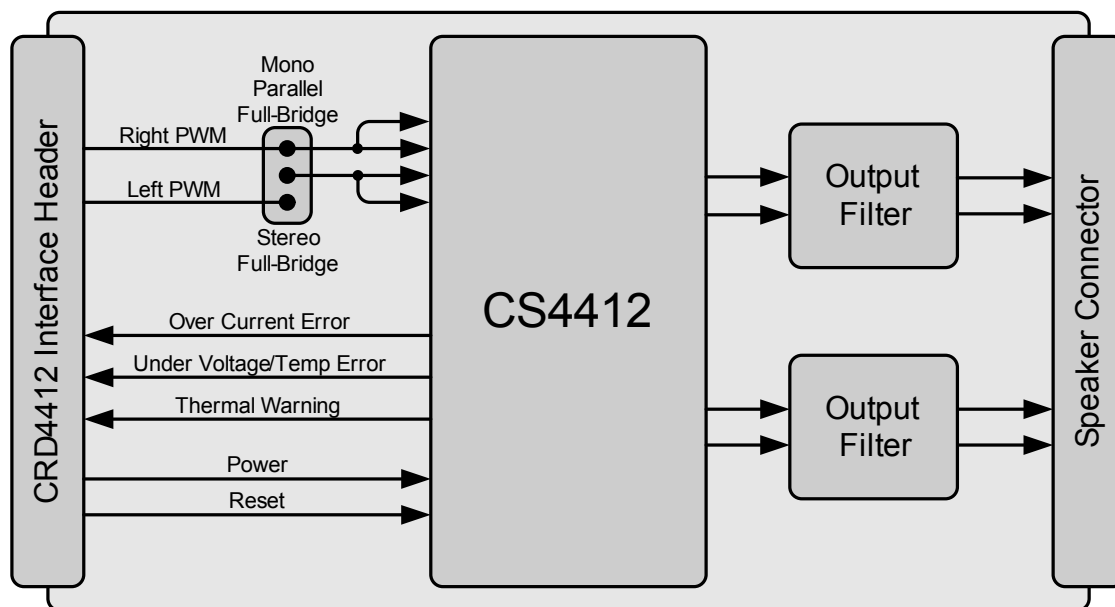 CRD4412 Interface Header
Mono
Parallel
Full-Bridge
Right PWM
Left PWM
Stereo
Full-Bridge
Over Current Error
Under Voltage/Temp Error
Thermal Warning
Power
Reset
CS4412
Output
Filter
Output
Filter
Speaker Connector